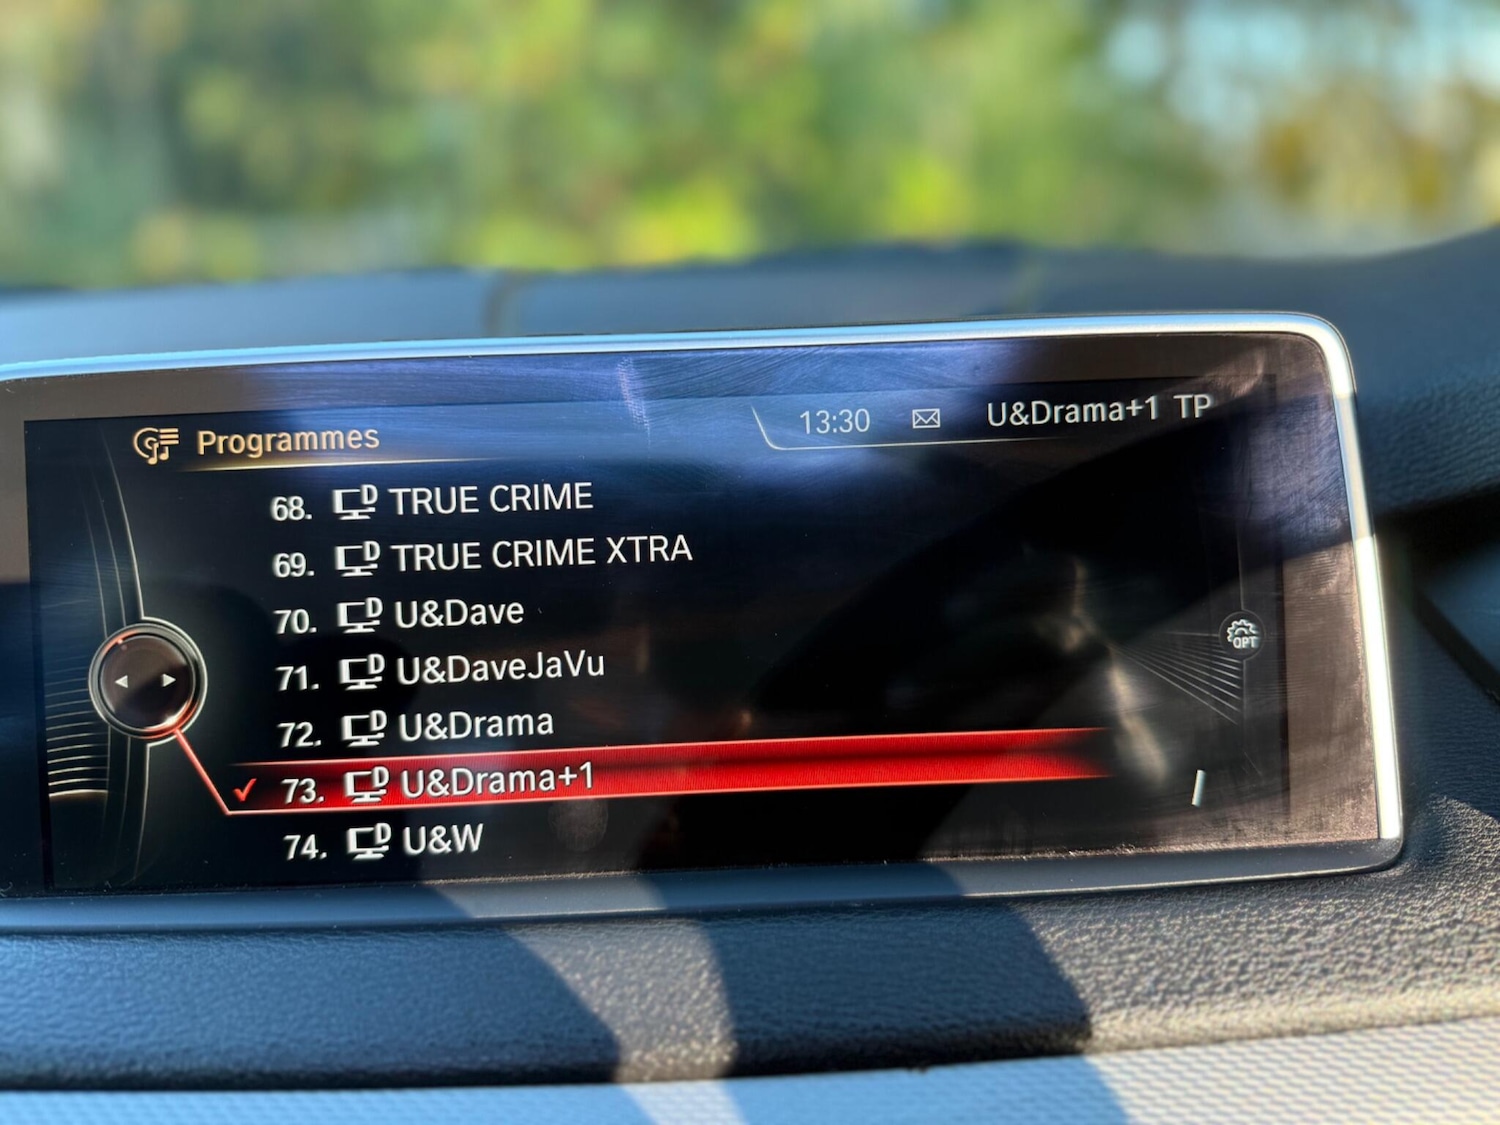 Programmes
13:30 U&Drama+1 TP
68. D TRUE CRIME
69. D TRUE CRIME XTRA
70. D U&Dave
71. D U&DaveJaVu
72. D U&Drama
73. D U&Drama+1
74. D U&W
OPT